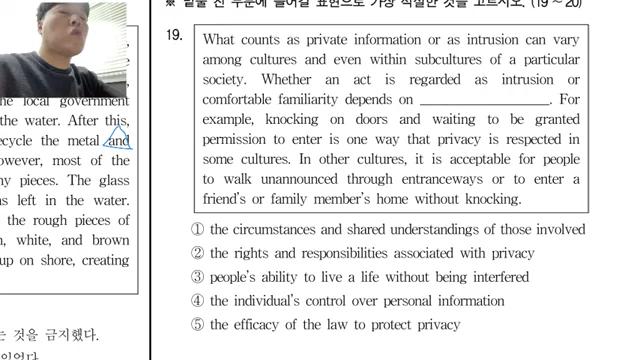 ※ 밑줄 친 부분에 들어갈 표현으로 가장 적절한 것을 고르시오. (19 ~ 20)
19.
What counts as private information or as intrusion can vary
among cultures and even within subcultures of a particular
society. Whether an act is regarded as intrusion or
comfortable familiarity depends on ____________________. For
example, knocking on doors and waiting to be granted
permission to enter is one way that privacy is respected in
some cultures. In other cultures, it is acceptable for people
to walk unannounced through entranceways or to enter a
friend's or family member's home without knocking.
① the circumstances and shared understandings of those involved
② the rights and responsibilities associated with privacy
③ people's ability to live a life without being interfered
④ the individual's control over personal information
⑤ the efficacy of the law to protect privacy
the local government
the water. After this,
ecycle the metal and
owever, most of the
ny pieces. The glass
as left in the water.
the rough pieces of
n, white, and brown
up on shore, creating
는 것을 금지했다.